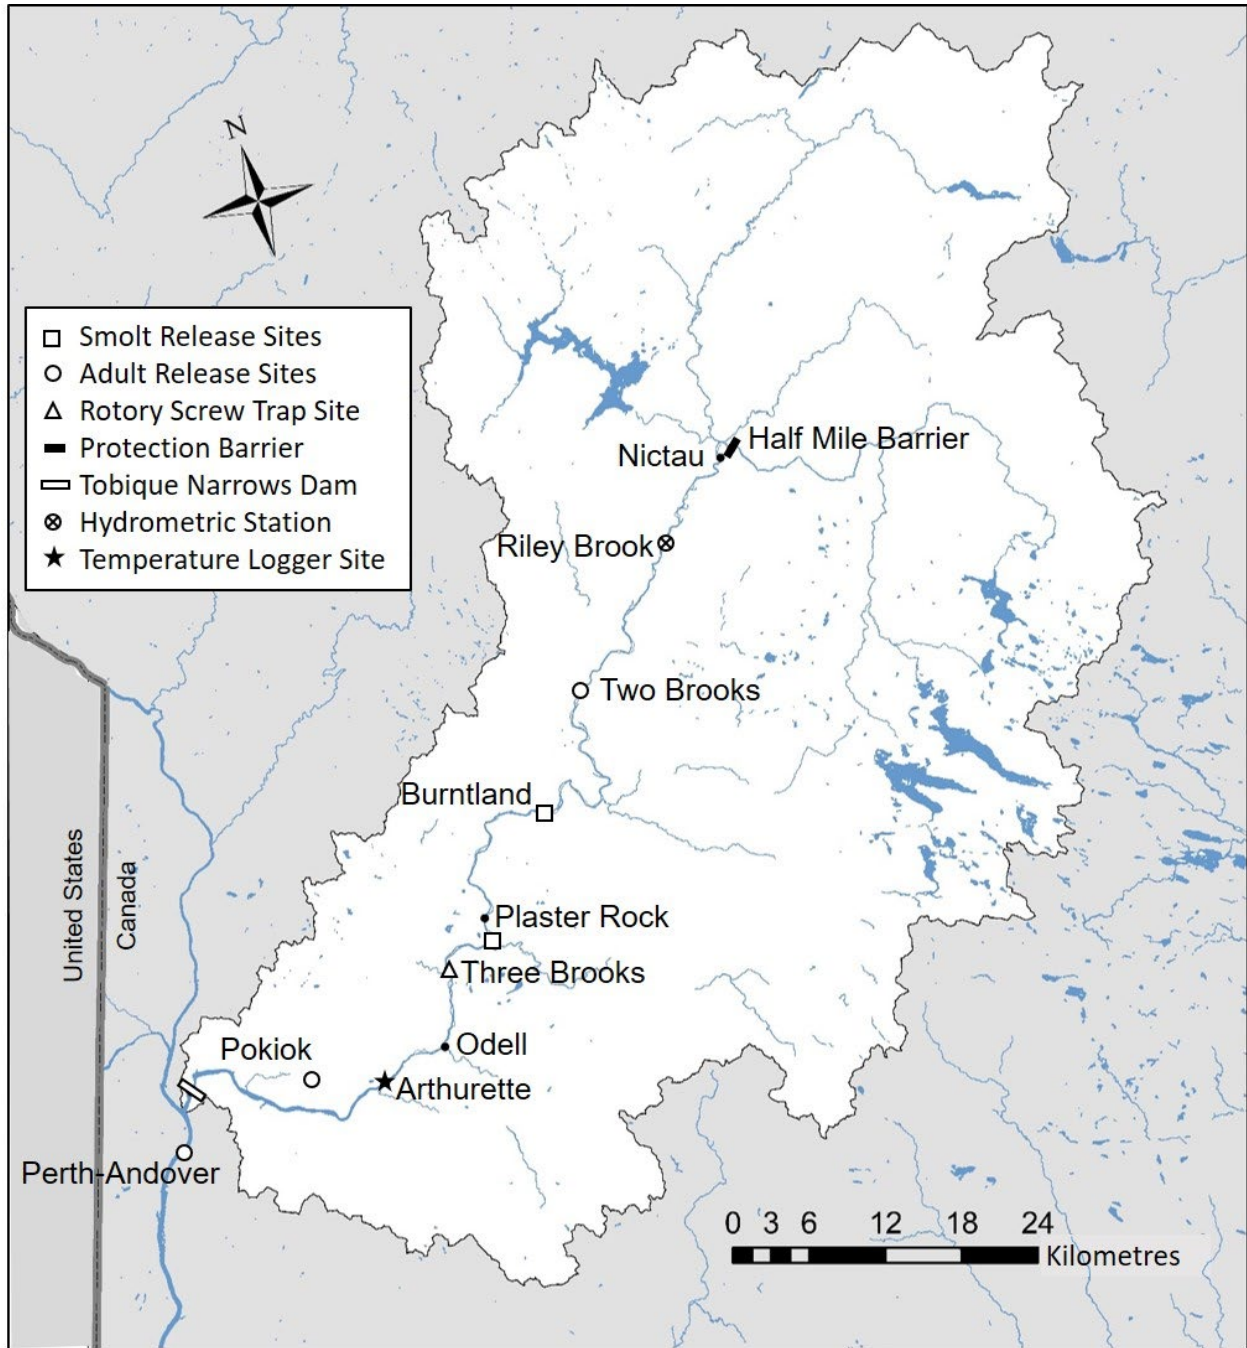 N
Smolt Release Sites
Adult Release Sites
Rotory Screw Trap Site
Protection Barrier
Tobique Narrows Dam
Hydrometric Station
Temperature Logger Site
Half Mile Barrier
Nictau
Riley Brook
Two Brooks
Burntland
United States
Canada
Plaster Rock
Three Brooks
Odell
Pokiok
Arthurette
Perth-Andover
0 3 6 12 18 24
Kilometres